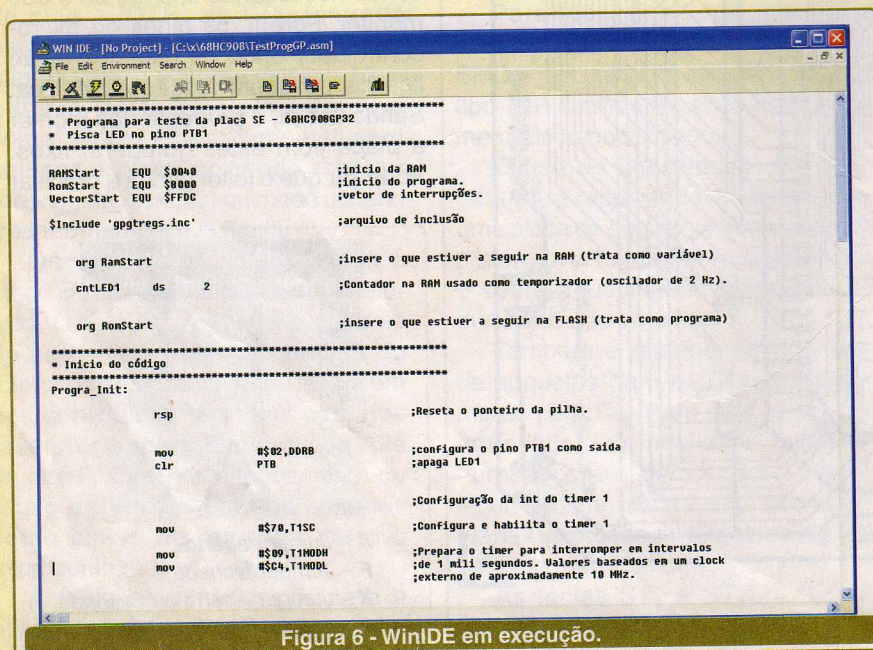 WIN IDE - [No Project] - [C:\x\68HC908\TestProgGP.asm]
File Edit Environment Search Window Help
****************************************************************
* Programa para teste da placa SE - 68HC908GP32
* Pisca LED no pino PTB1
****************************************************************
RAMStart EQU $0040 ;inicio da RAM
RomStart EQU $8000 ;inicio do programa.
VectorStart EQU $FFDC ;vetor de interrupções.
$Include 'gpgtregs.inc' ;arquivo de inclusão
org RamStart ;insere o que estiver a seguir na RAM (trata como variável)
cntLED1 ds 2 ;Contador na RAM usado como temporizador (oscilador de 2 Hz).
org RomStart ;insere o que estiver a seguir na FLASH (trata como programa)
****************************************************************
* Inicio do código
****************************************************************
Progra_Init:
rsp ;Reseta o ponteiro da pilha.
mov #$02,DDRB ;configura o pino PTB1 como saida
clr PTB ;apaga LED1
;Configuração da int do timer 1
mov #$70,T1SC ;Configura e habilita o timer 1
mov #$09,T1MODH ;Prepara o timer para interromper em intervalos
mov #$C4,T1MODL ;de 1 mili segundos. Valores baseados em um clock
;externo de aproximadamente 10 MHz.
Figura 6 - WinIDE em execução.